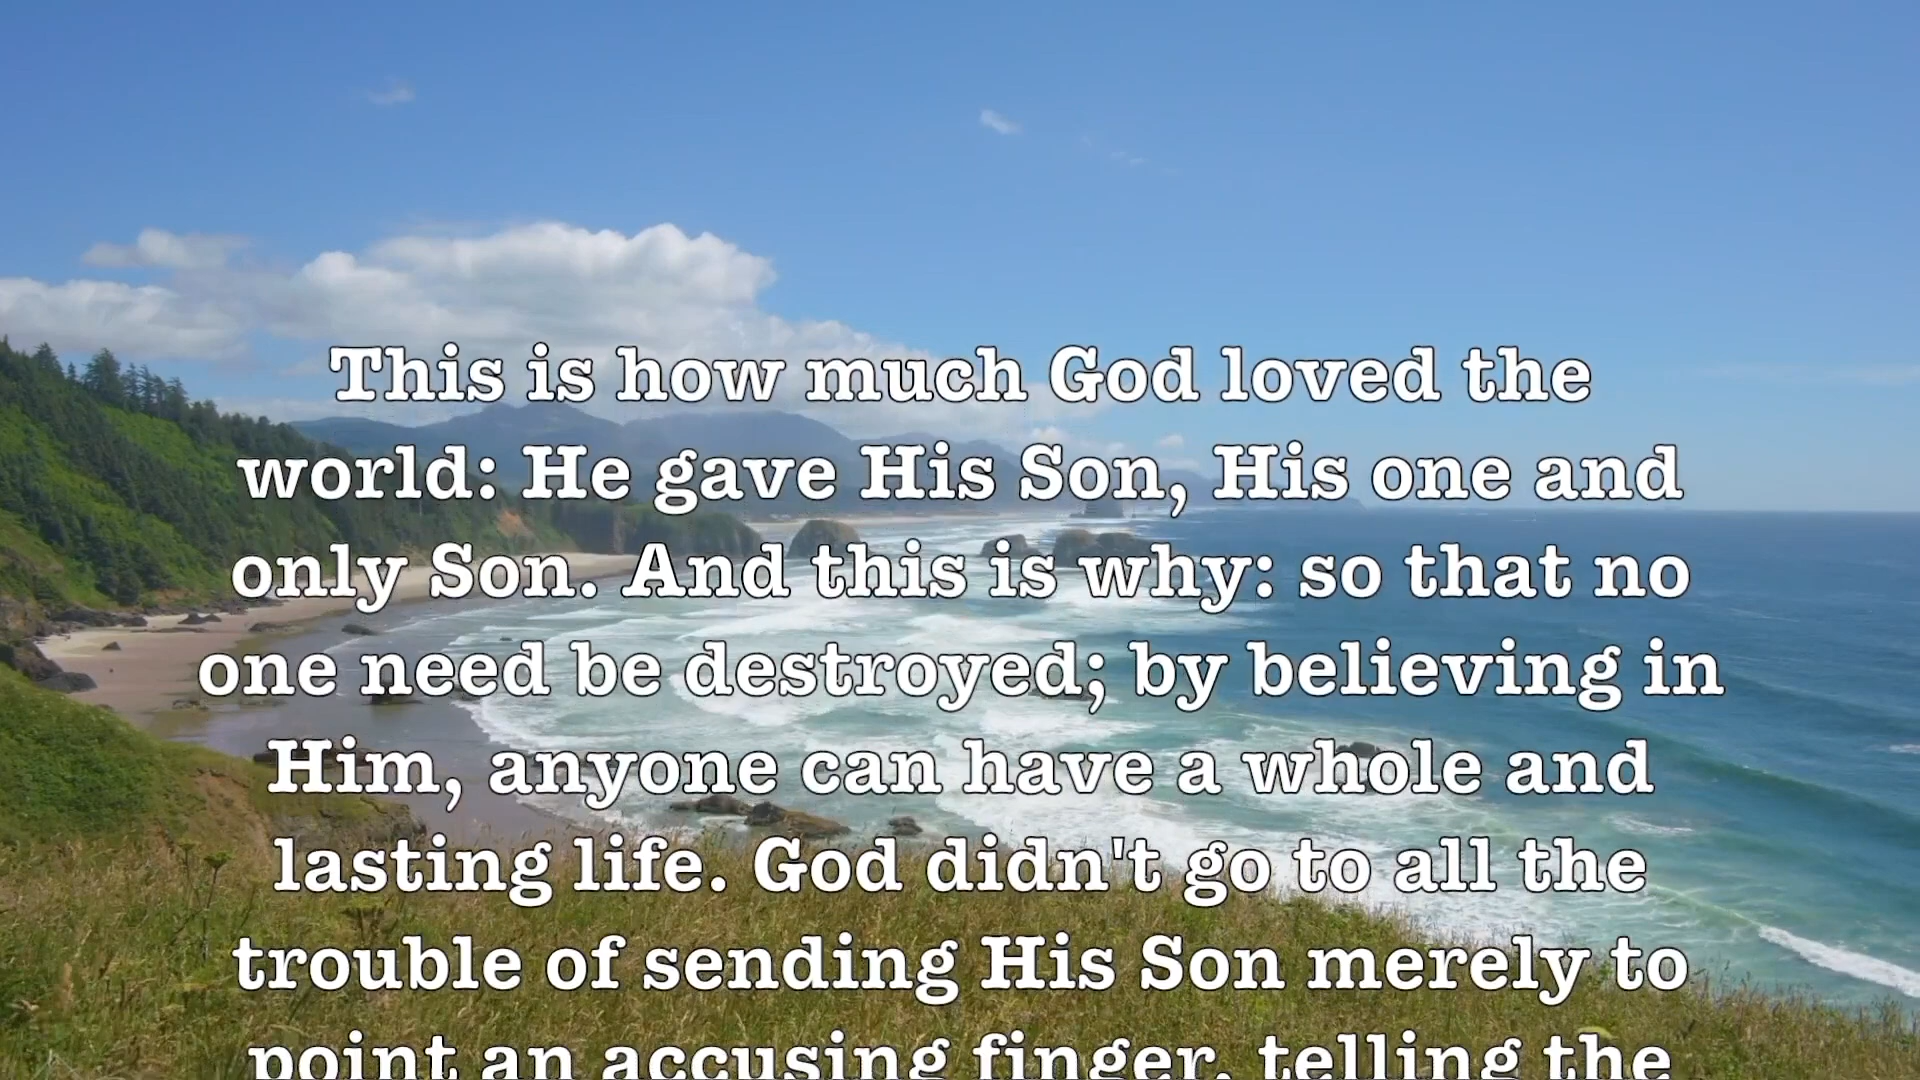 This is how much God loved the
world: He gave His Son, His one and
only Son. And this is why: so that no
one need be destroyed; by believing in
Him, anyone can have a whole and
lasting life. God didn't go to all the
trouble of sending His Son merely to
point an accusing finger, telling the